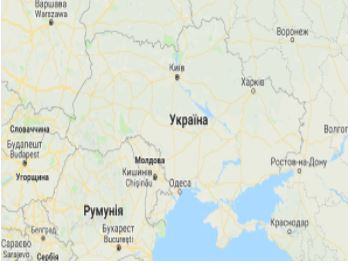 Варшава
Warszawa
Воронеж
Київ
Харків
Україна
Словаччина
Будапешт
Budapest
Угорщина
Молдова
Кишинів
Chișinău
Ростов-на-Дону
Одеса
Румунія
Краснодар
Белград
Бухарест
București
Сараєво
Sarajevo
Сербія